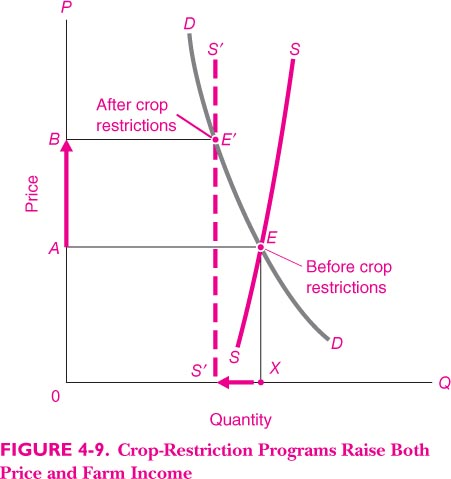 P
D
S′
S
After crop
restrictions
B
E′
Price
A
E
Before crop
restrictions
S
D
S′
X
Q
0
Quantity
FIGURE 4-9. Crop-Restriction Programs Raise Both
Price and Farm Income